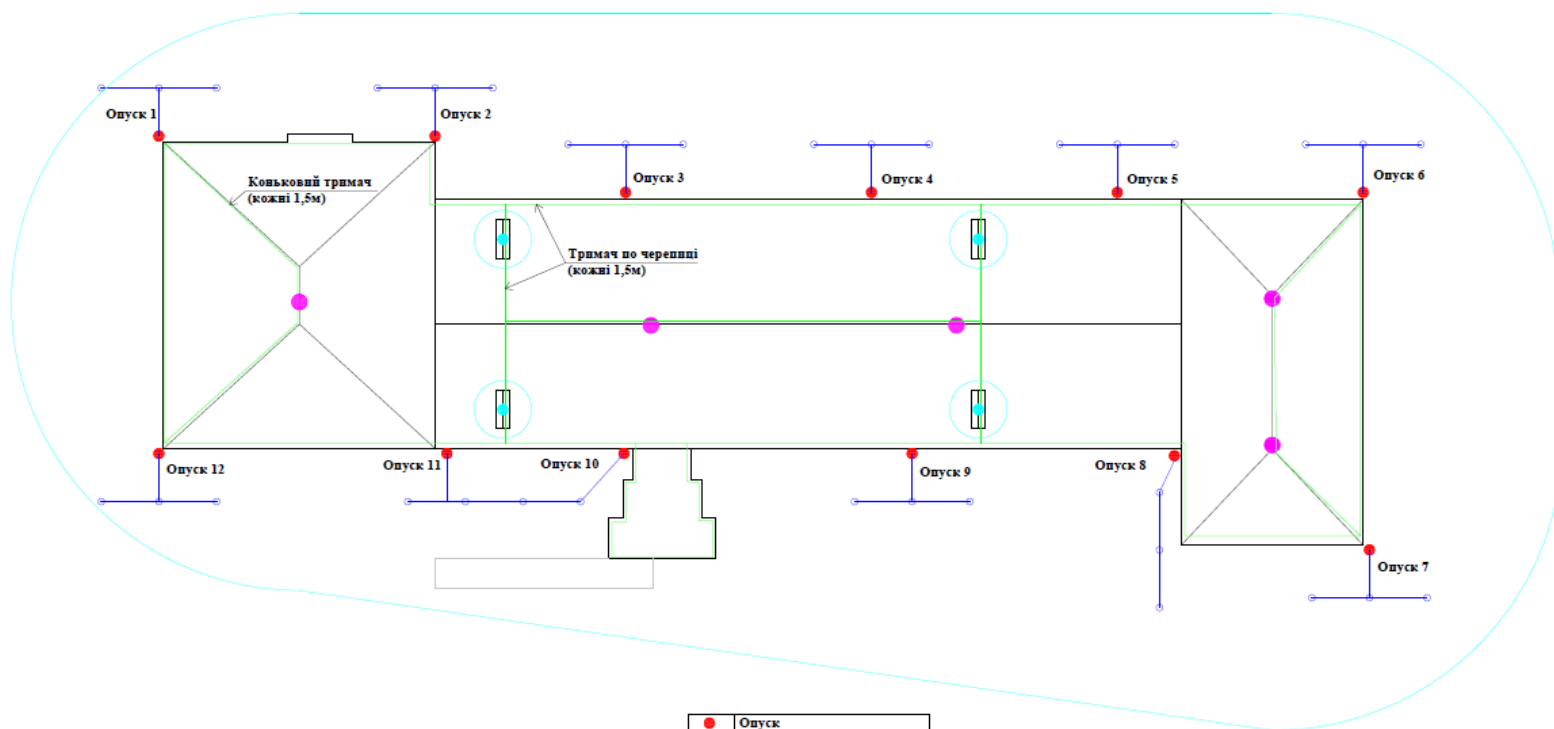 Опуск 1
Опуск 2
Опуск 3
Опуск 4
Опуск 5
Опуск 6
Коньковий тримач
(кожні 1,5м)
Тримач по черепиці
(кожні 1,5м)
Опуск 12
Опуск 11
Опуск 10
Опуск 9
Опуск 8
Опуск 7
Опуск